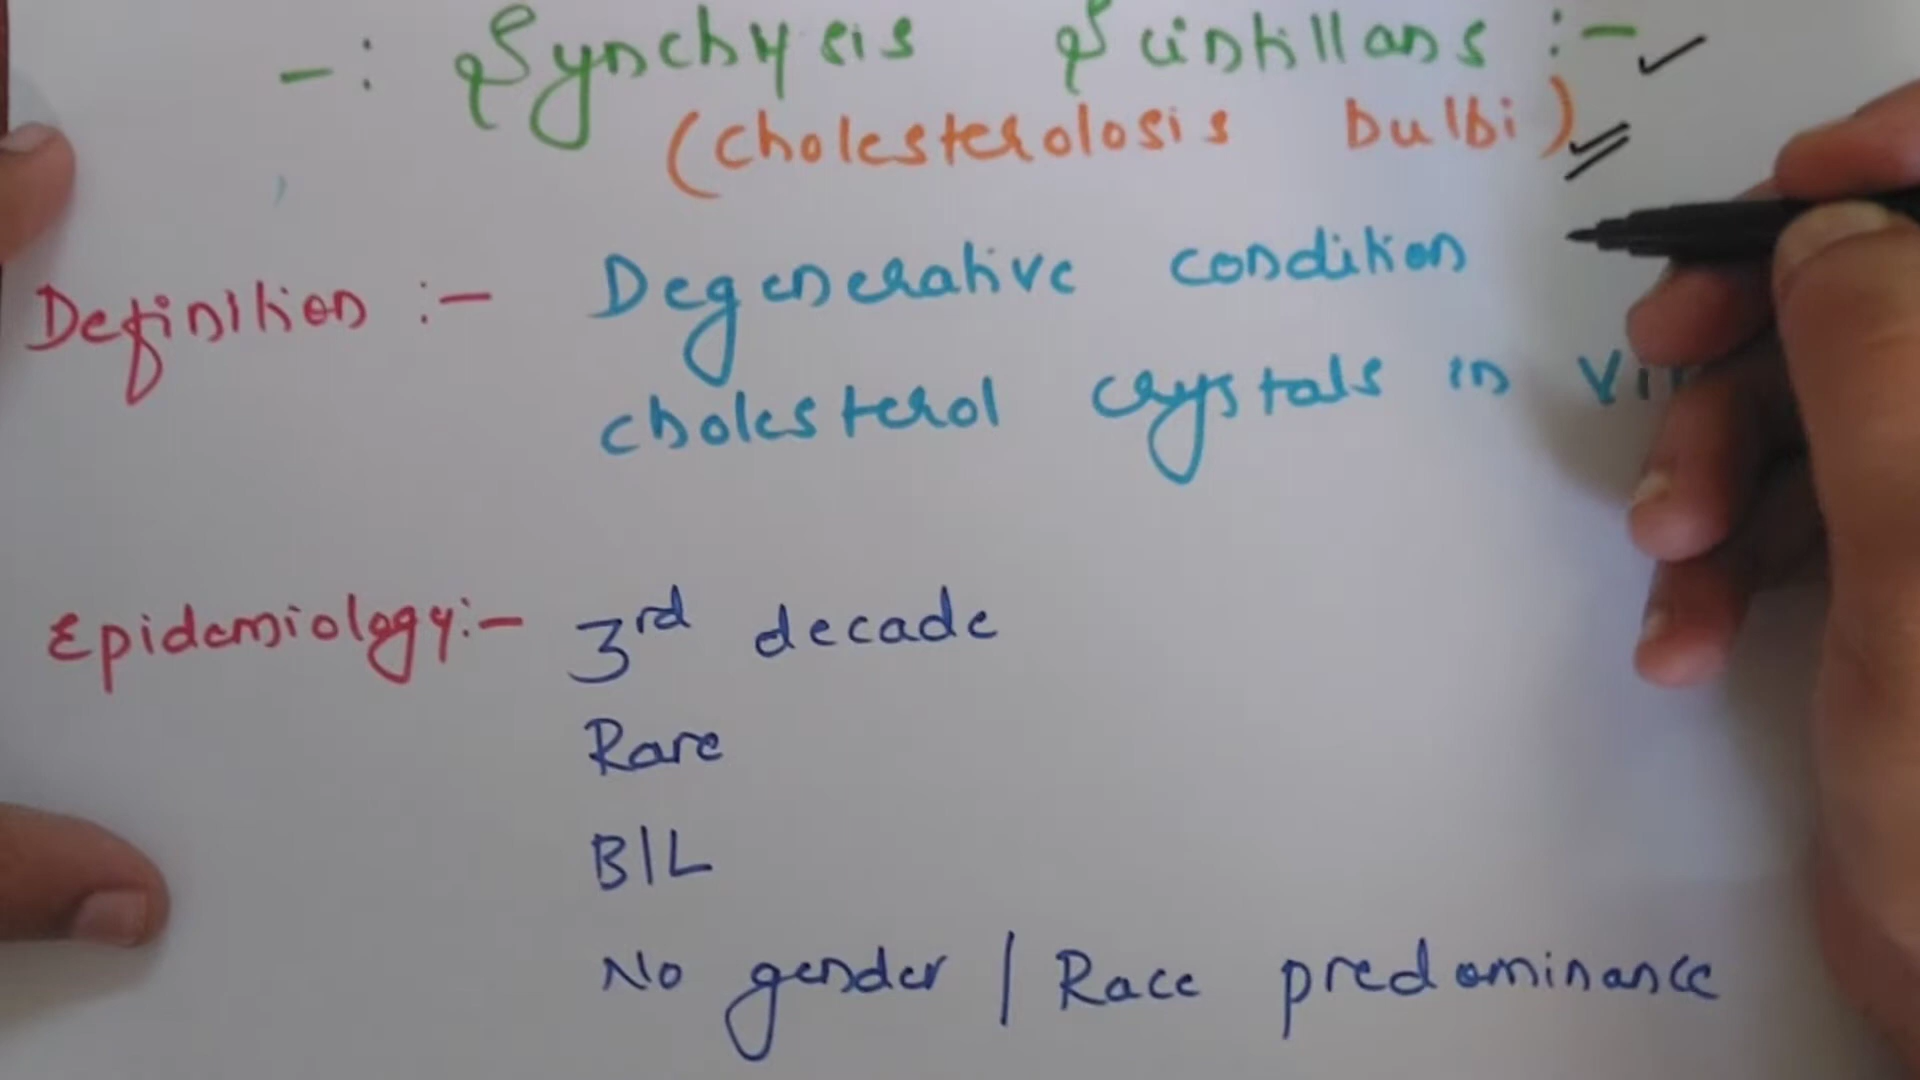 -: Synchysis Scintillans :-
(cholesterolosis bulbi)
Definition :- Degenerative condition
cholesterol crystals in
Epidemiology:- 3rd decade
Rare
B/L
No gender / Race predominance